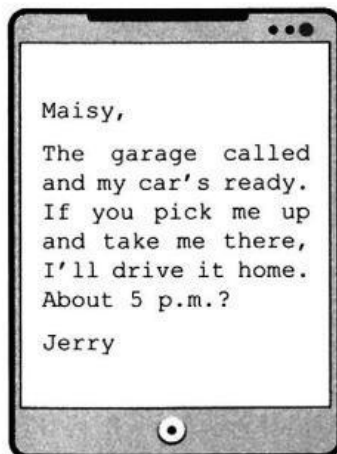 Maisy,
The garage called
and my car's ready.
If you pick me up
and take me there,
I'll drive it home.
About 5 p.m.?
Jerry